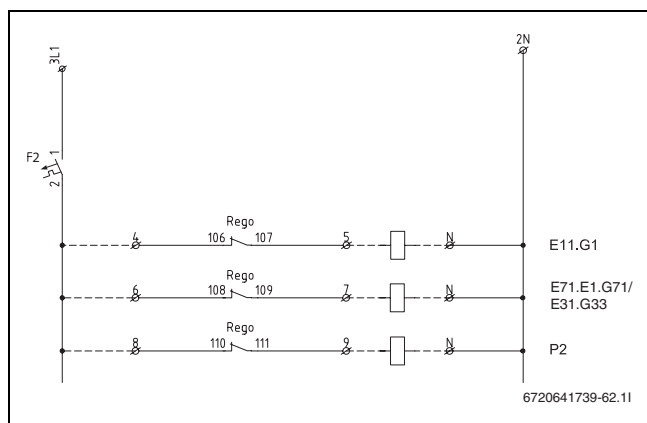 3L1
2N
F2
1
2
Rego
4 106 107 5 N E11.G1
Rego
6 108 109 7 N E71.E1.G71/
E31.G33
Rego
8 110 111 9 N P2
6720641739-62.1I